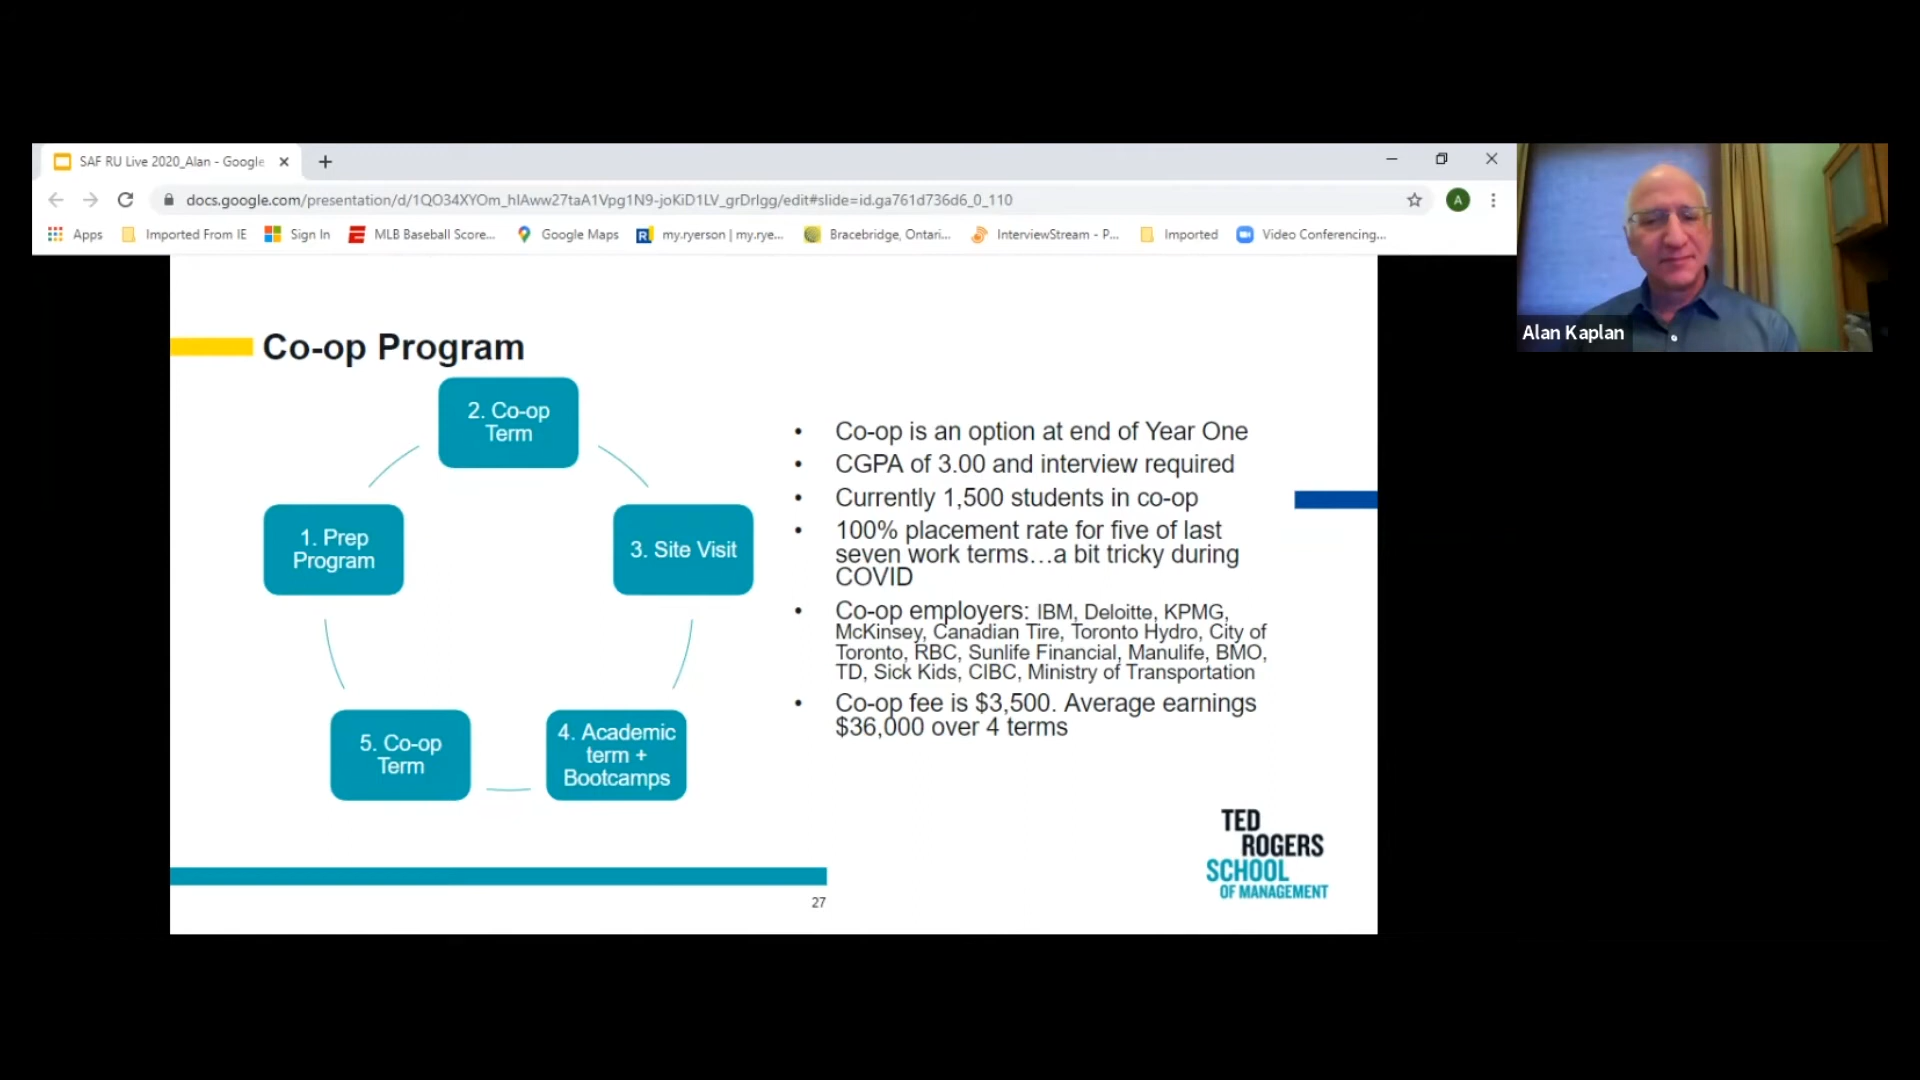 SAF RU Live 2020_Alan - Google
docs.google.com/presentation/d/1QO34XYOm_hIAww27taA1Vpg1N9-joKiD1LV_grDrIgg/edit#slide=id.ga761d736d6_0_110
A
Apps Imported From IE Sign In MLB Baseball Score... Google Maps my.ryerson | my.rye... Bracebridge, Ontari... InterviewStream - P... Imported Video Conferencing...
Alan Kaplan
Co-op Program
2. Co-op
Term
1. Prep
Program
3. Site Visit
5. Co-op
Term
4. Academic
term +
Bootcamps
• Co-op is an option at end of Year One
• CGPA of 3.00 and interview required
• Currently 1,500 students in co-op
• 100% placement rate for five of last
seven work terms…a bit tricky during
COVID
• Co-op employers: IBM, Deloitte, KPMG,
McKinsey, Canadian Tire, Toronto Hydro, City of
Toronto, RBC, Sunlife Financial, Manulife, BMO,
TD, Sick Kids, CIBC, Ministry of Transportation
• Co-op fee is $3,500. Average earnings
$36,000 over 4 terms
TED
ROGERS
SCHOOL
OF MANAGEMENT
27